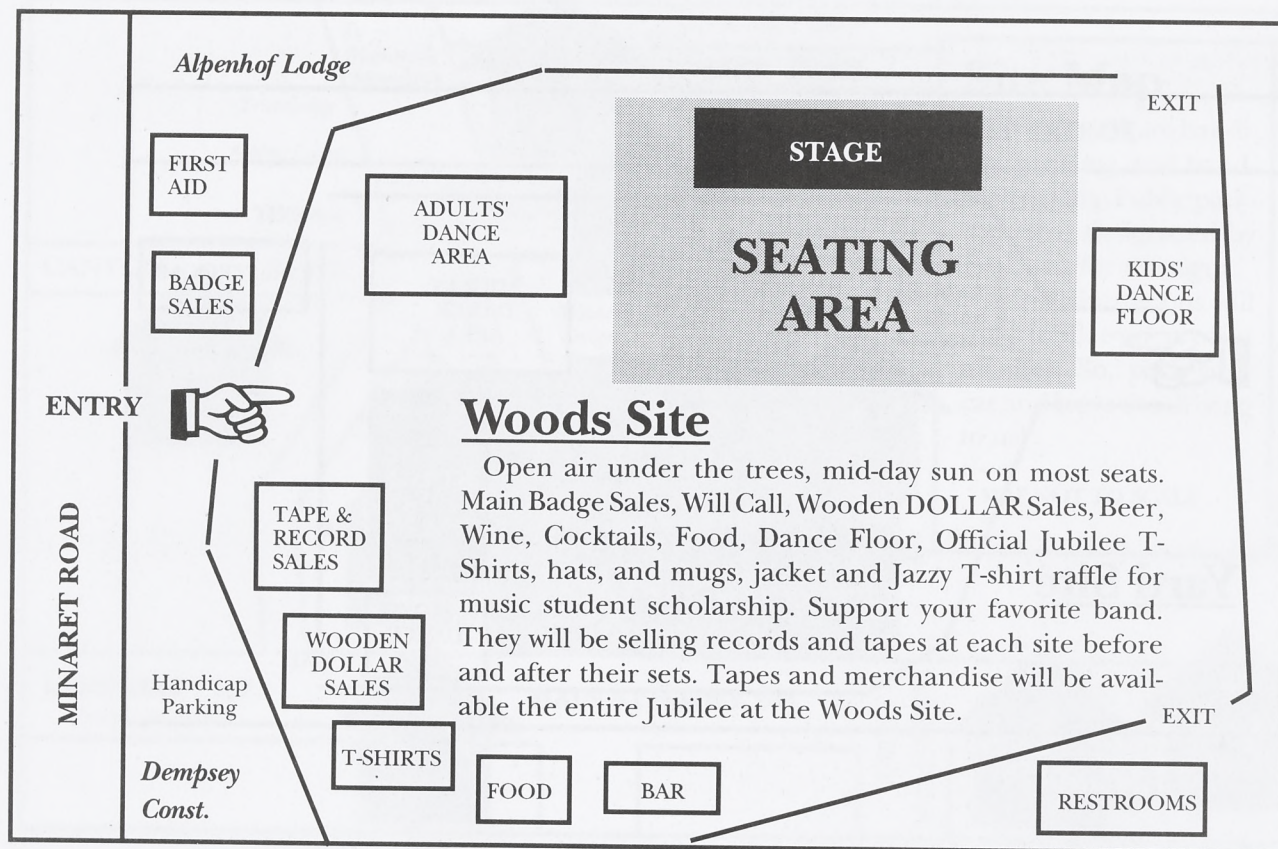 Alpenhof Lodge
EXIT
FIRST
AID
STAGE
ADULTS'
DANCE
AREA
SEATING
AREA
KIDS'
DANCE
FLOOR
BADGE
SALES
ENTRY
Woods Site
Open air under the trees, mid-day sun on most seats.
Main Badge Sales, Will Call, Wooden DOLLAR Sales, Beer,
Wine, Cocktails, Food, Dance Floor, Official Jubilee T-
Shirts, hats, and mugs, jacket and Jazzy T-shirt raffle for
music student scholarship. Support your favorite band.
They will be selling records and tapes at each site before
and after their sets. Tapes and merchandise will be avail-
able the entire Jubilee at the Woods Site.
TAPE &
RECORD
SALES
MINARET ROAD
WOODEN
DOLLAR
SALES
Handicap
Parking
EXIT
T-SHIRTS
Dempsey
Const.
FOOD
BAR
RESTROOMS